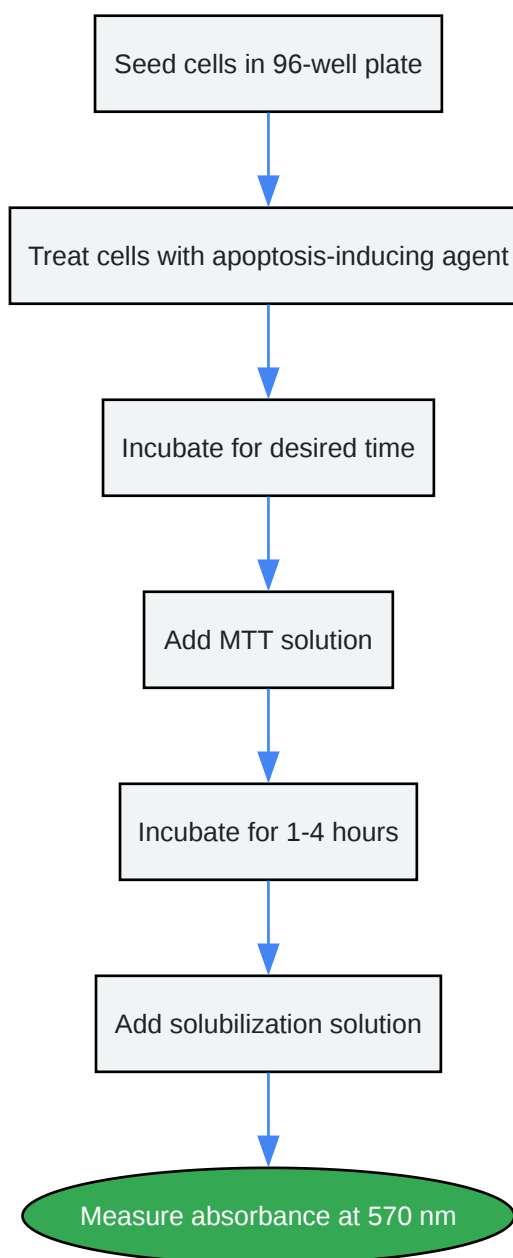 Seed cells in 96-well plate
Treat cells with apoptosis-inducing agent
Incubate for desired time
Add MTT solution
Incubate for 1-4 hours
Add solubilization solution
Measure absorbance at 570 nm